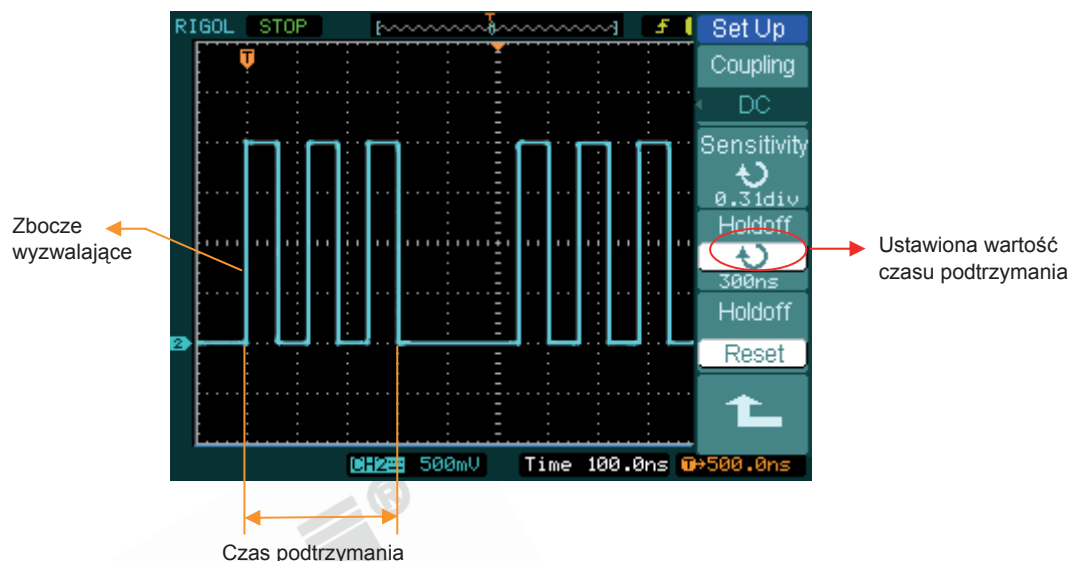 RIGOL STOP
T
Set Up
Coupling
DC
Sensitivity
0.31div
Holdoff
300ns
Holdoff
Reset
Zbocze
wyzwalające
Ustawiona wartość
czasu podtrzymania
T
2
CH2 500mV Time 100.0ns T→500.0ns
®
Czas podtrzymania